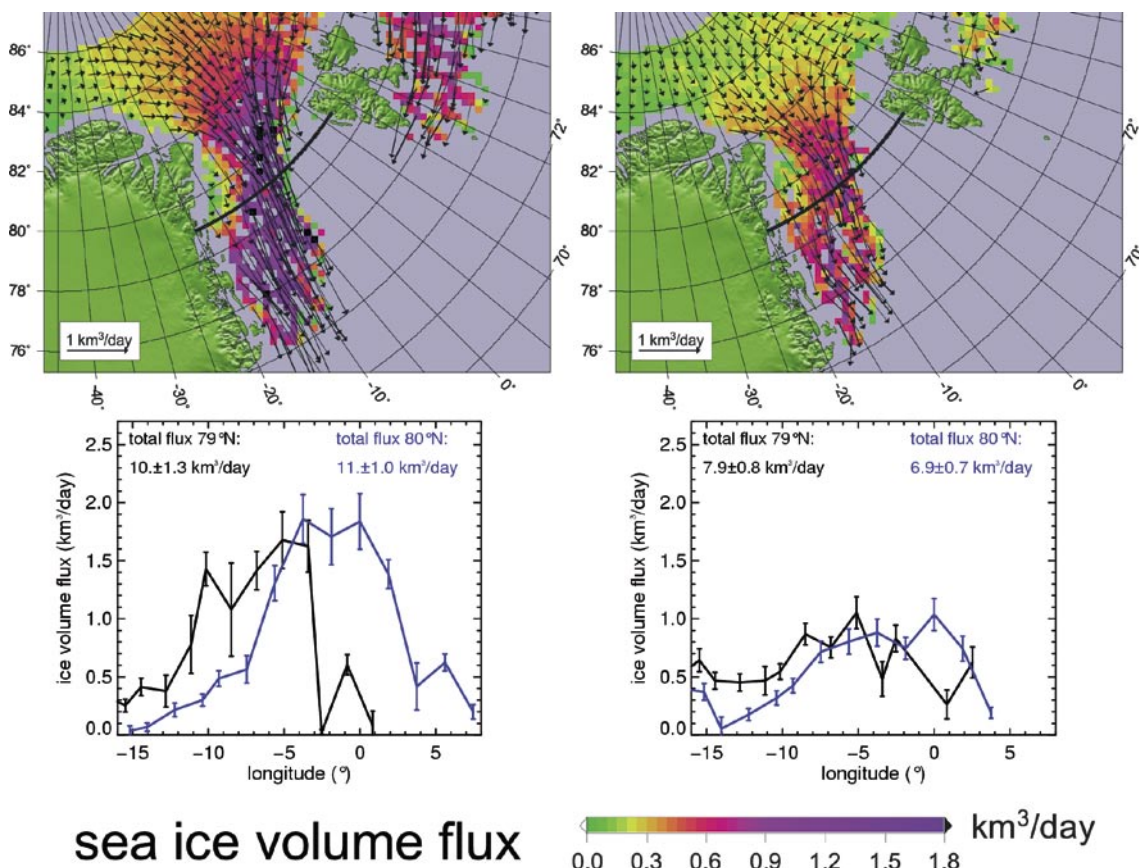 86°
84°
82°
80°
78°
76°
72°
70°
1 km³/day
-40°
-30°
-20°
-10°
0°
86°
84°
82°
80°
78°
76°
72°
70°
1 km³/day
-40°
-30°
-20°
-10°
0°
total flux 79°N:
10.±1.3 km³/day
total flux 80°N:
11.±1.0 km³/day
2.5
2.0
1.5
1.0
0.5
0.0
ice volume flux (km³/day)
-15 -10 -5 0 5
longitude (°)
total flux 79°N:
7.9±0.8 km³/day
total flux 80°N:
6.9±0.7 km³/day
2.5
2.0
1.5
1.0
0.5
0.0
ice volume flux (km³/day)
-15 -10 -5 0 5
longitude (°)
sea ice volume flux
km³/day
0.0 0.3 0.6 0.9 1.2 1.5 1.8